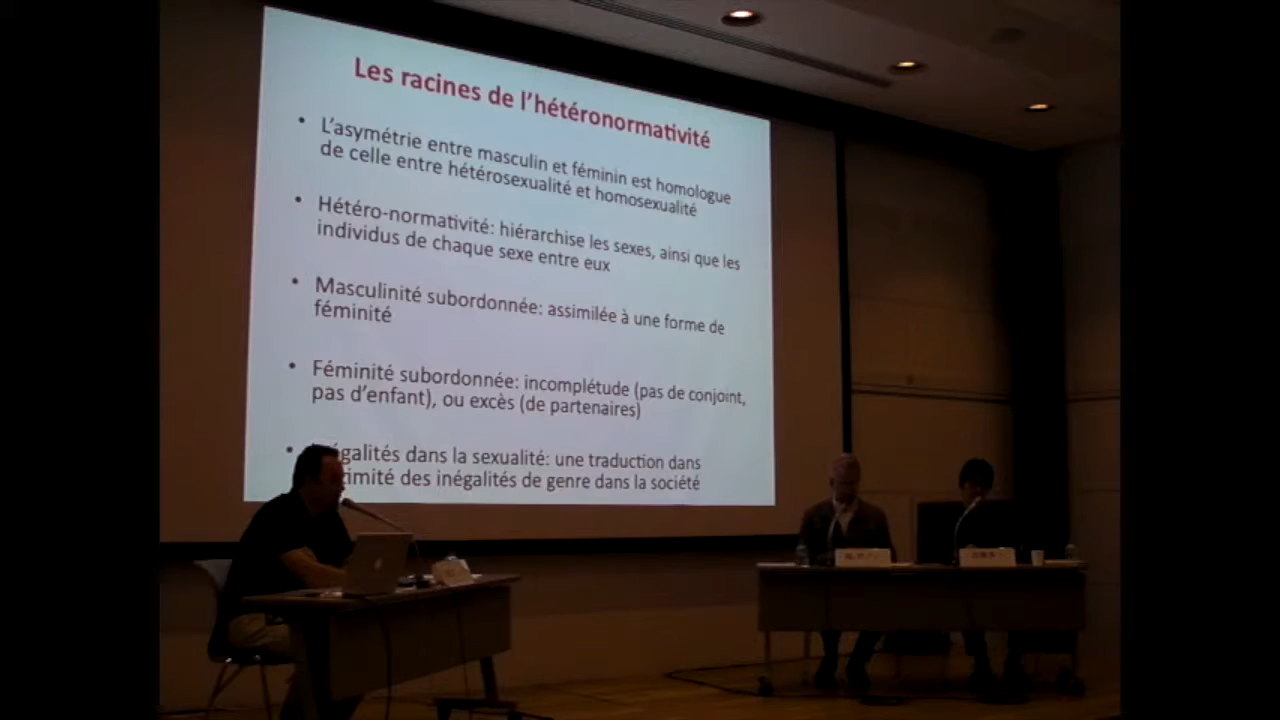 Les racines de l'hétéronormativité
• L'asymétrie entre masculin et féminin est homologue
de celle entre hétérosexualité et homosexualité
• Hétéro-normativité: hiérarchise les sexes, ainsi que les
individus de chaque sexe entre eux
• Masculinité subordonnée: assimilée à une forme de
féminité
• Féminité subordonnée: incomplétude (pas de conjoint,
pas d'enfant), ou excès (de partenaires)
• égalités dans la sexualité: une traduction dans
timité des inégalités de genre dans la société